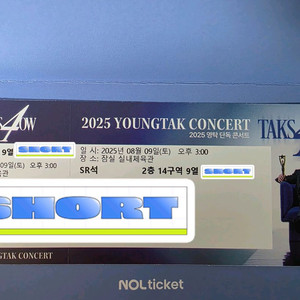 TAKS4OW
9열 SHORT
09일(토) 오후 3:00
SHORT
TAK CONCERT
2025 YOUNGTAK CONCERT
2025 영탁 단독 콘서트
일 시: 2025년 08월 09일(토) 오후 3:00
장 소: 잠실 실내체육관
SR석 2층 14구역 9열 SHORT
TAKS4
NOLticket